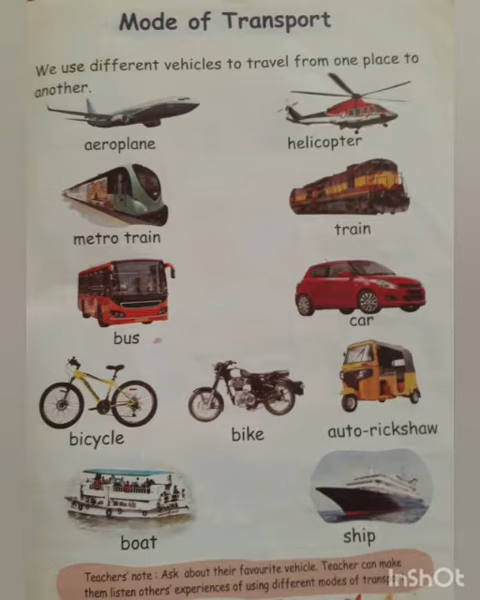 Mode of Transport
We use different vehicles to travel from one place to
another.
aeroplane
helicopter
metro train
train
bus
car
bicycle
bike
auto-rickshaw
boat
ship
Teachers' note : Ask about their favourite vehicle. Teacher can make
them listen others' experiences of using different modes of
InShOt